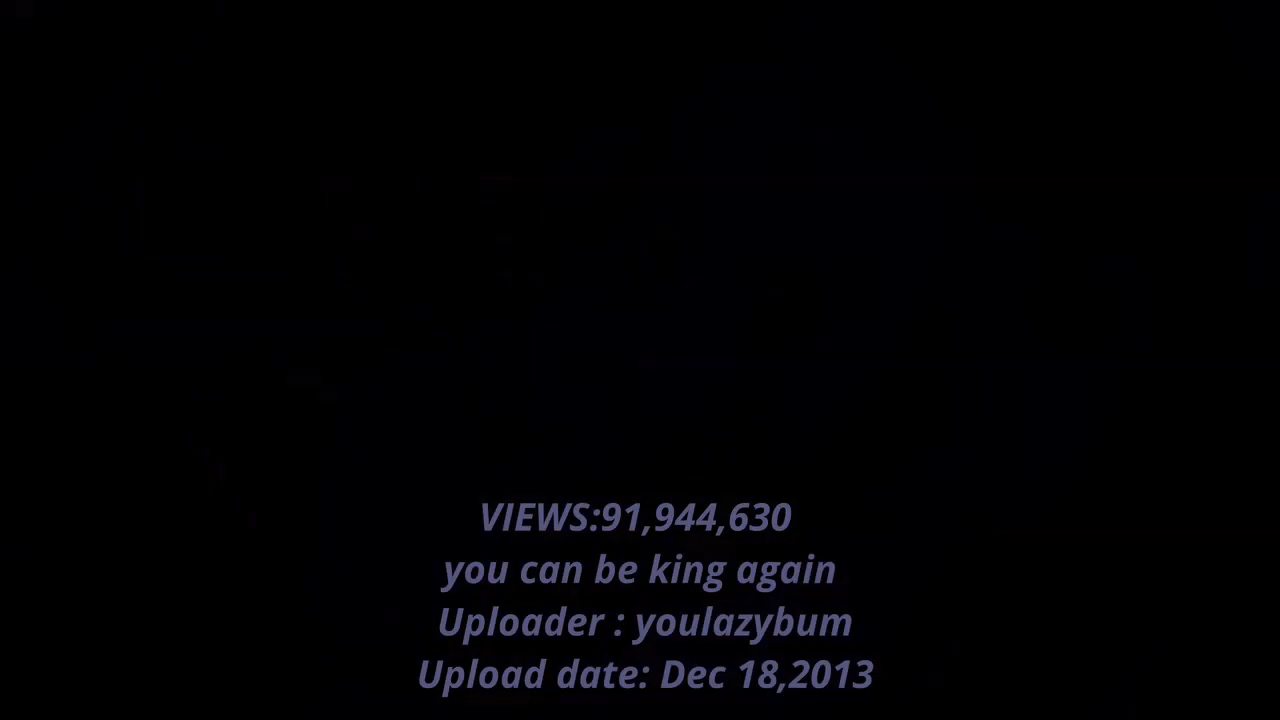 VIEWS:91,944,630
you can be king again
Uploader : youlazybum
Upload date: Dec 18,2013